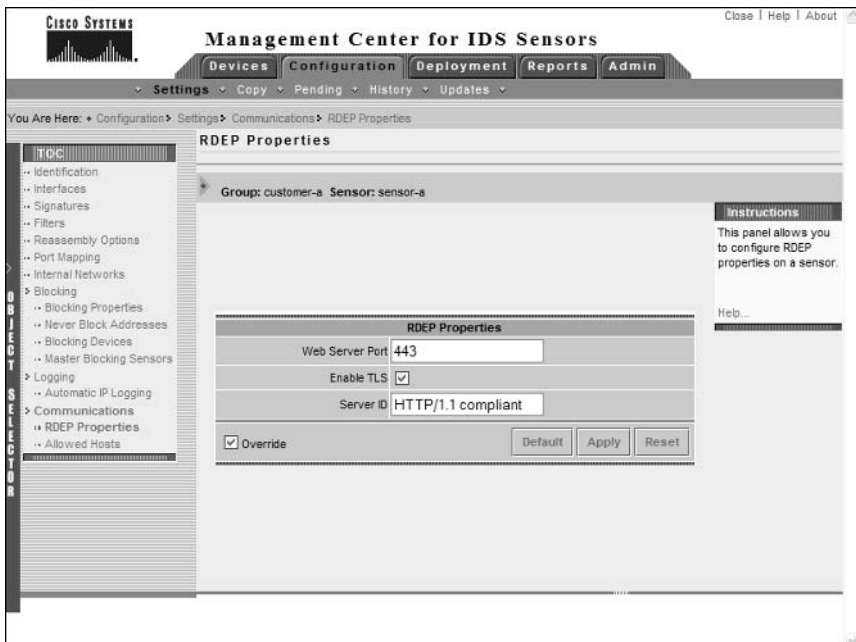 Close | Help | About
CISCO SYSTEMS
Management Center for IDS Sensors
Devices Configuration Deployment Reports Admin
Settings Copy Pending History Updates
You Are Here: Configuration Settings Communications RDEP Properties
TOC
Identification
Interfaces
Signatures
Filters
Reassembly Options
Port Mapping
Internal Networks
Blocking
Blocking Properties
Never Block Addresses
Blocking Devices
Master Blocking Sensors
Logging
Automatic IP Logging
Communications
RDEP Properties
Allowed Hosts
OBJECT SELECTOR
RDEP Properties
Group: customer-a Sensor: sensor-a
RDEP Properties
Web Server Port 443
Enable TLS
Server ID HTTP/1.1 compliant
Override Default Apply Reset
Instructions
This panel allows you
to configure RDEP
properties on a sensor.
Help...